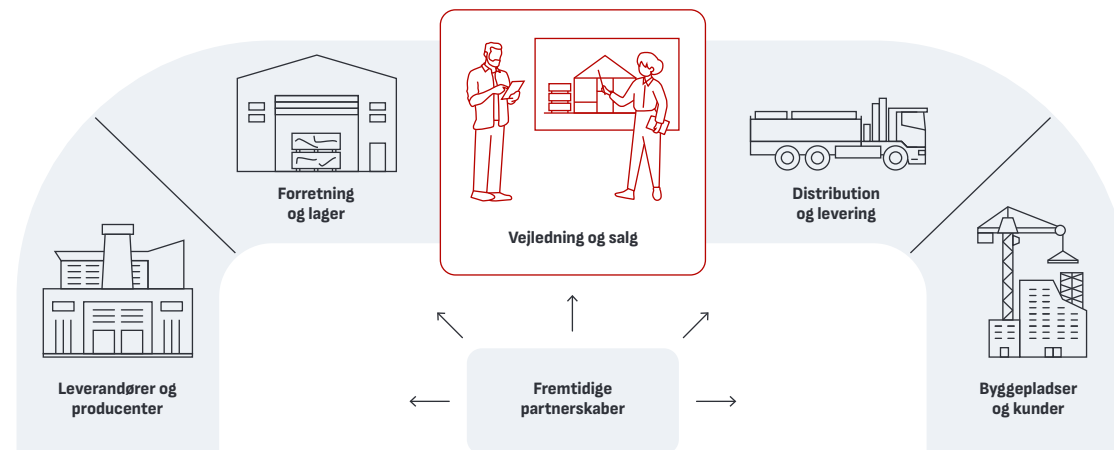 Forretning
og lager
Vejledning og salg
Distribution
og levering
Leverandører og
producenter
Fremtidige
partnerskaber
Byggepladser
og kunder